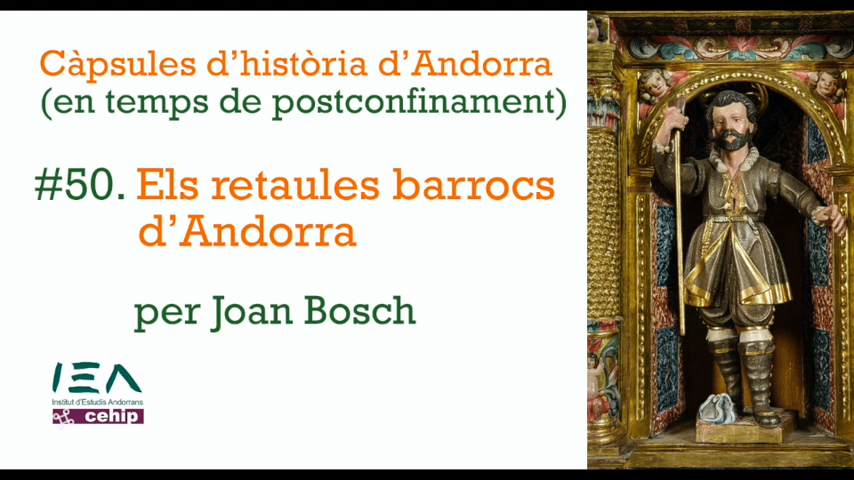 Càpsules d'història d'Andorra
(en temps de postconfinament)
#50. Els retaules barrocs
d'Andorra
per Joan Bosch
IEA
Institut d'Estudis Andorrans
cehip